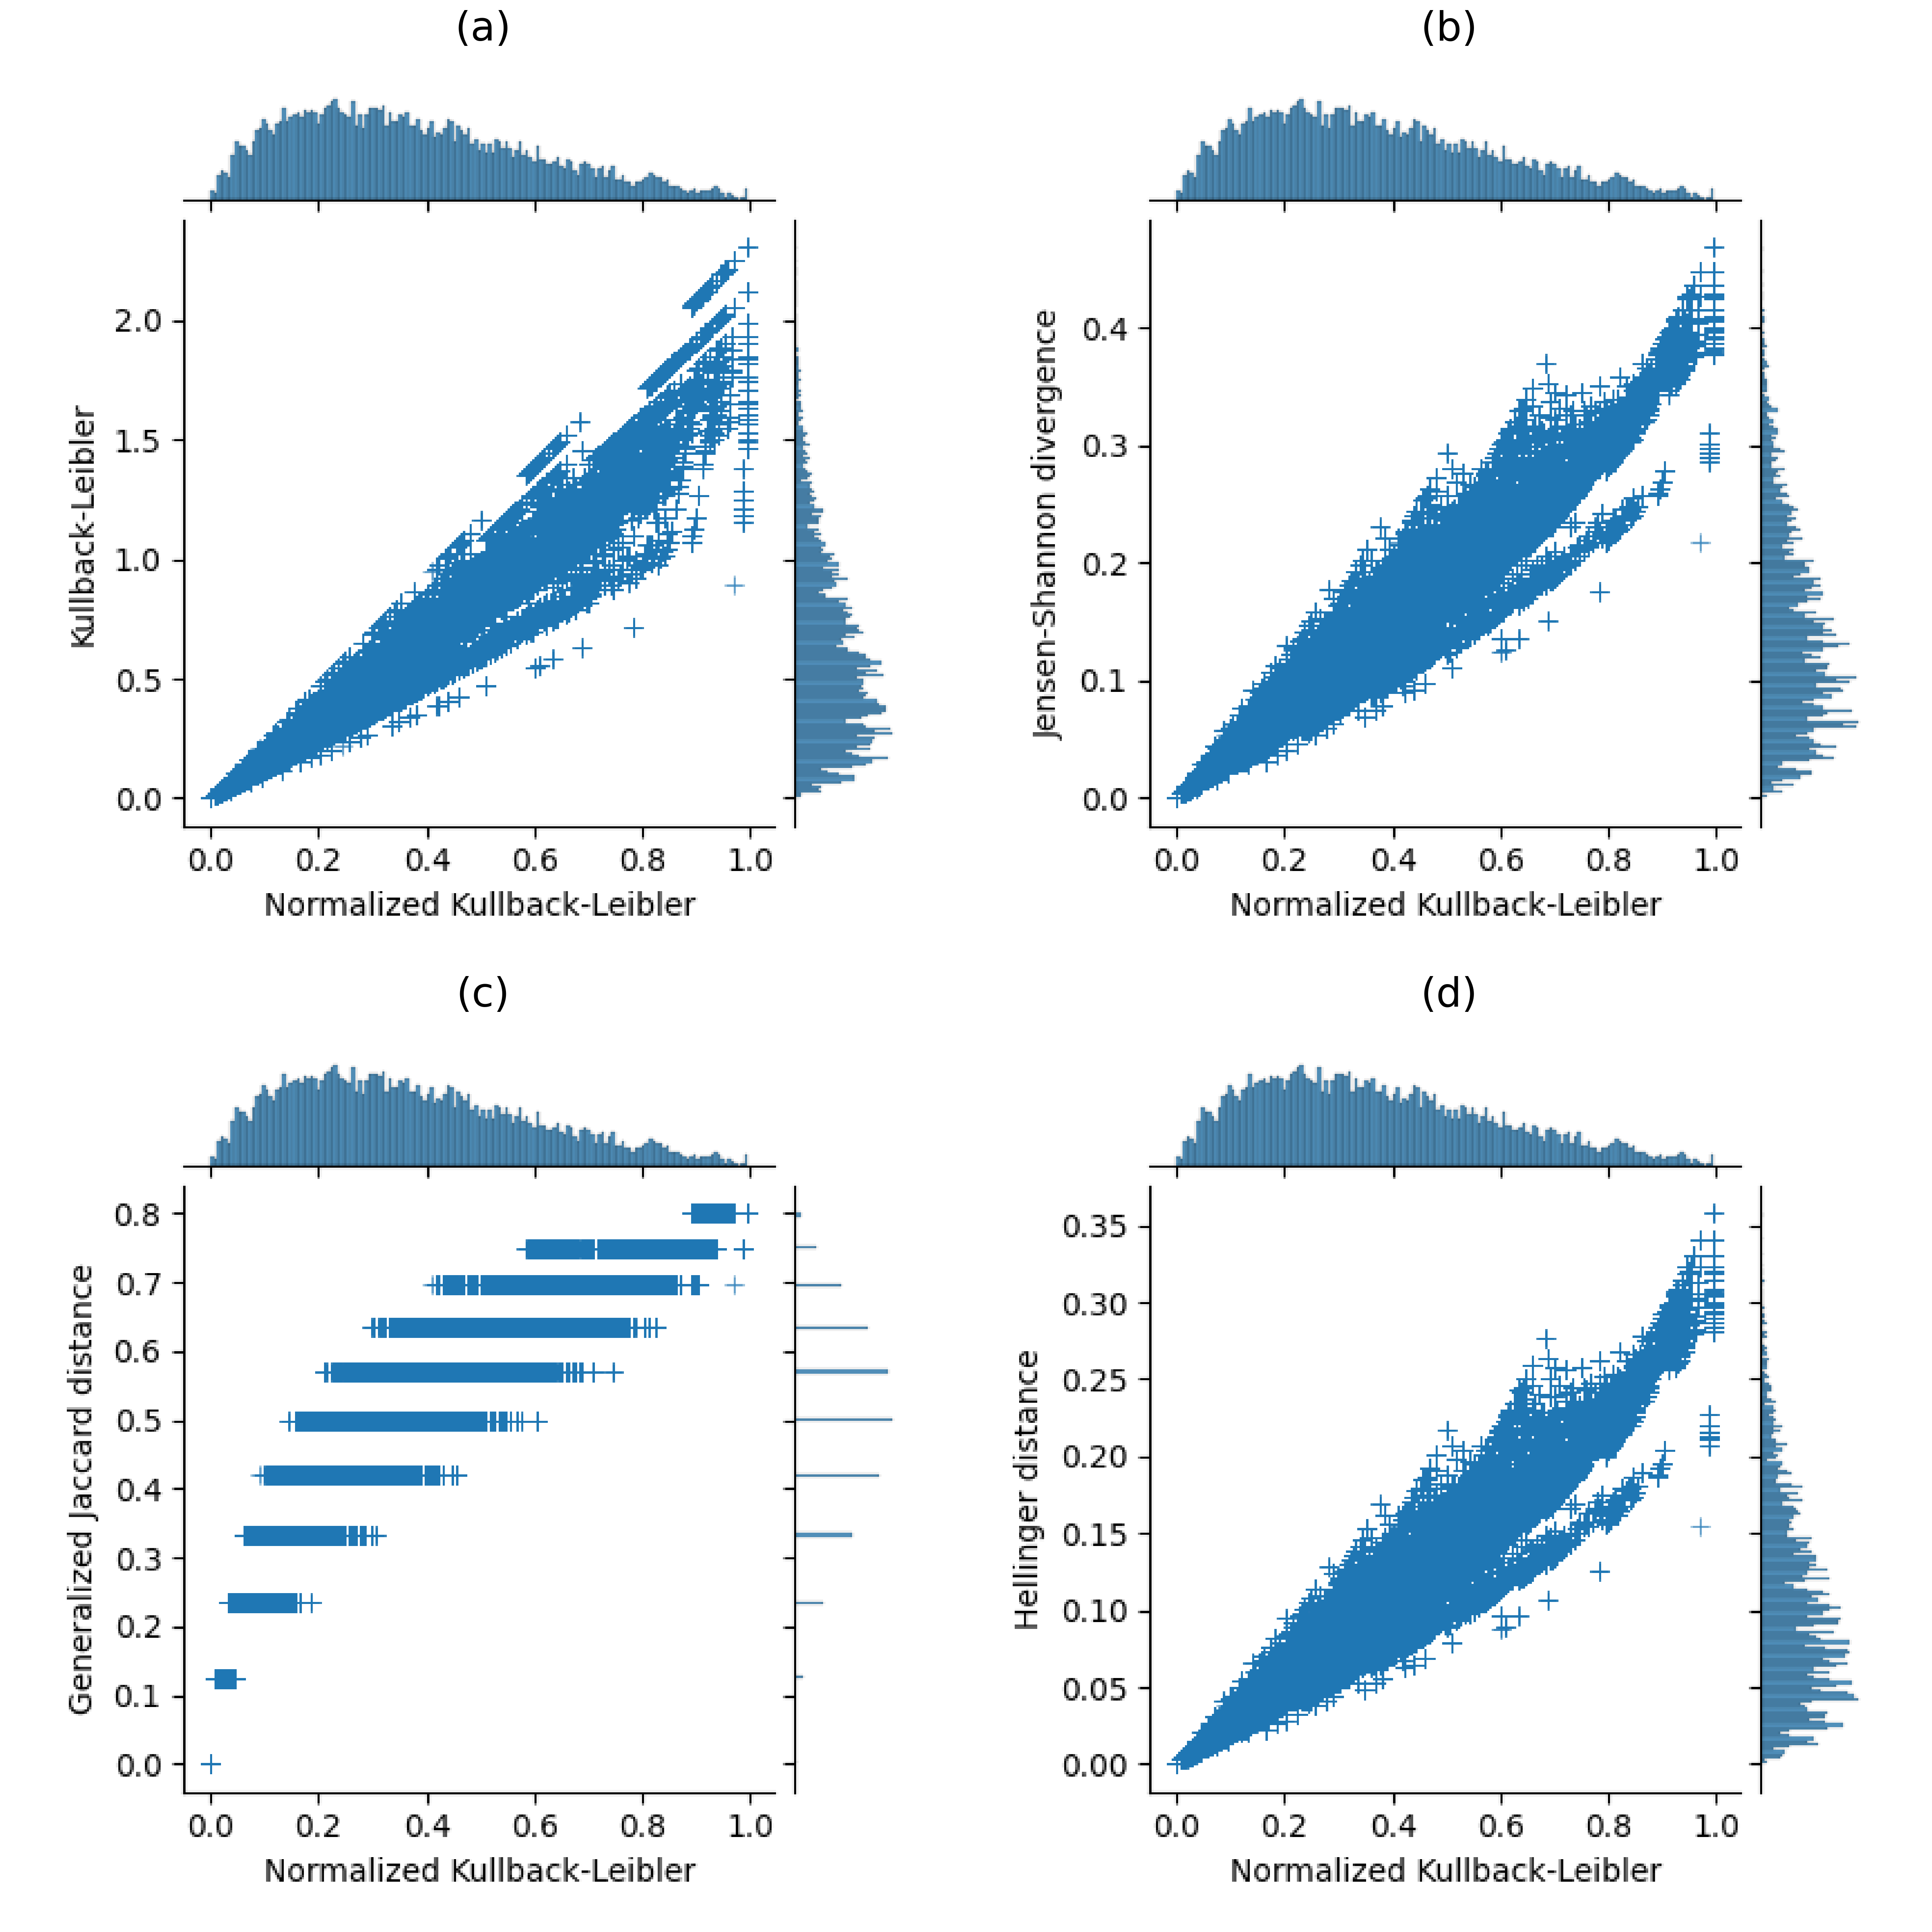 (a)
2.0
1.5
1.0
0.5
0.0
Kullback-Leibler
0.0 0.2 0.4 0.6 0.8 1.0
Normalized Kullback-Leibler
(b)
0.4
0.3
0.2
0.1
0.0
Jensen-Shannon divergence
0.0 0.2 0.4 0.6 0.8 1.0
Normalized Kullback-Leibler
(c)
0.8
0.7
0.6
0.5
0.4
0.3
0.2
0.1
0.0
Generalized Jaccard distance
0.0 0.2 0.4 0.6 0.8 1.0
Normalized Kullback-Leibler
(d)
0.35
0.30
0.25
0.20
0.15
0.10
0.05
0.00
Hellinger distance
0.0 0.2 0.4 0.6 0.8 1.0
Normalized Kullback-Leibler